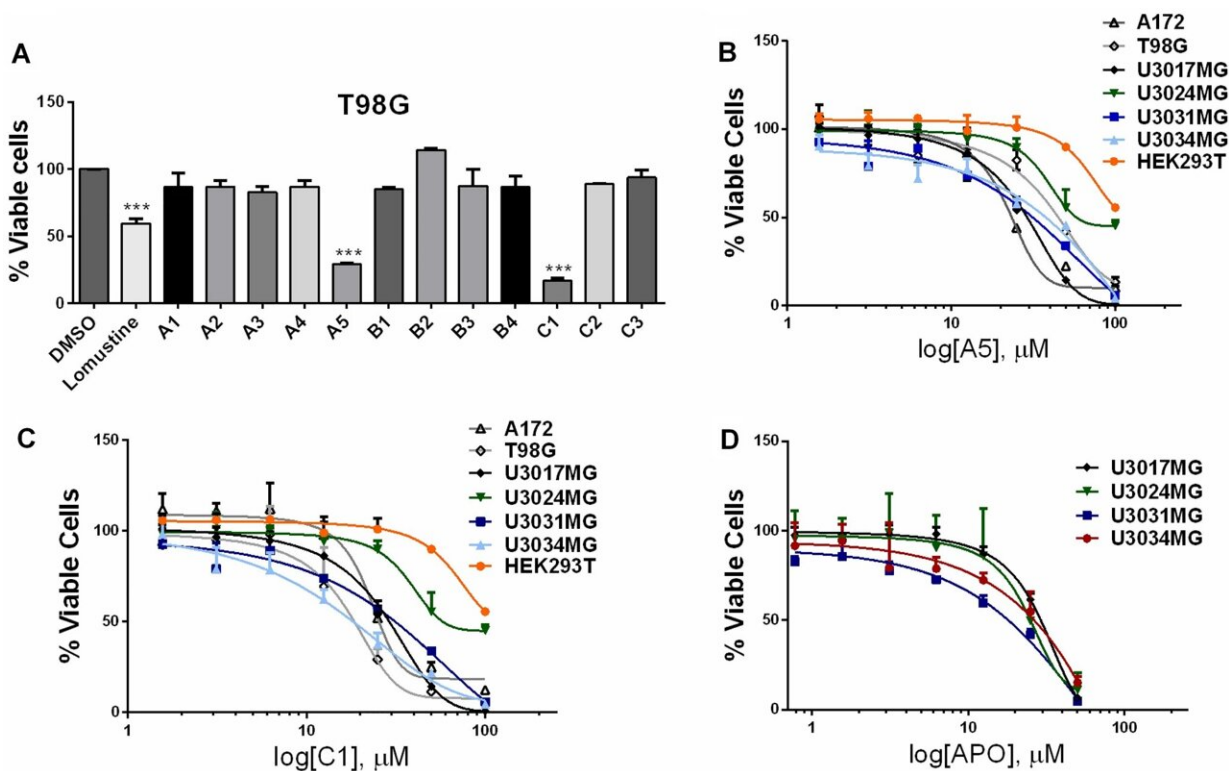 A
T98G
% Viable cells
150
100
50
0
DMSO
Lomustine
A1
A2
A3
A4
A5
B1
B2
B3
B4
C1
C2
C3
***
***
***
B
% Viable Cells
150
100
50
0
1
10
100
log[A5], µM
A172
T98G
U3017MG
U3024MG
U3031MG
U3034MG
HEK293T
C
% Viable Cells
150
100
50
0
1
10
100
log[C1], µM
A172
T98G
U3017MG
U3024MG
U3031MG
U3034MG
HEK293T
D
% Viable Cells
150
100
50
0
1
10
100
log[APO], µM
U3017MG
U3024MG
U3031MG
U3034MG